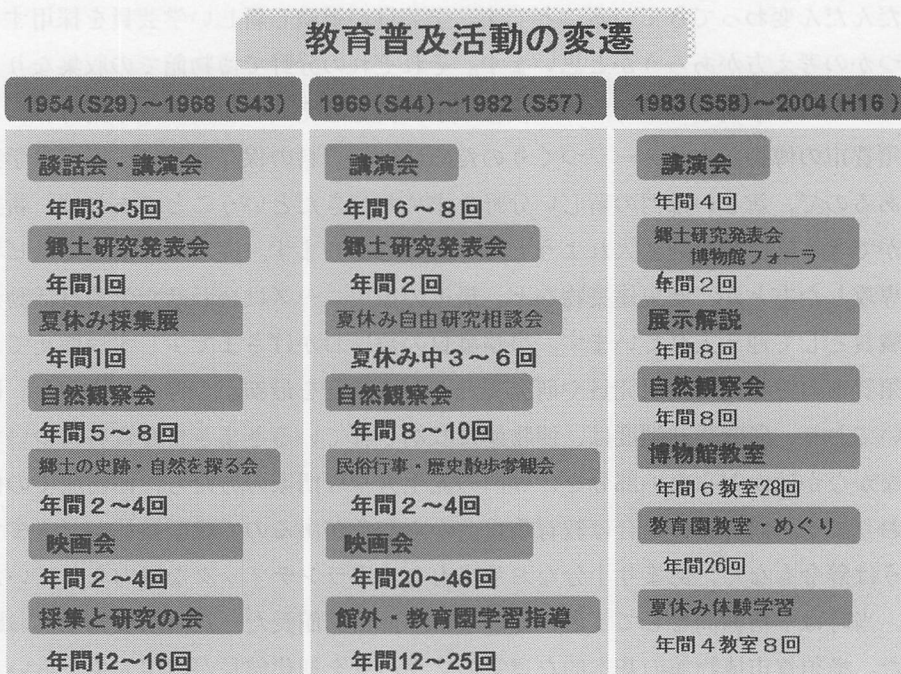 教育普及活動の変遷
1954(S29)～1968 (S43)
談話会・講演会
年間3～5回
郷土研究発表会
年間1回
夏休み採集展
年間1回
自然観察会
年間５～８回
郷土の史跡・自然を探る会
年間２～４回
映画会
年間２～４回
採集と研究の会
年間12～16回
1969(S44)～1982 (S57)
講演会
年間６～８回
郷土研究発表会
年間２回
夏休み自由研究相談会
夏休み中３～６回
自然観察会
年間８～10回
民俗行事・歴史散歩参観会
年間２～４回
映画会
年間20～46回
館外・教育園学習指導
年間12～25回
1983(S58)～2004(H16 )
講演会
年間４回
郷土研究発表会
博物館フォーラ
年間２回
展示解説
年間８回
自然観察会
年間８回
博物館教室
年間６教室28回
教育園教室・めぐり
年間26回
夏休み体験学習
年間４教室８回